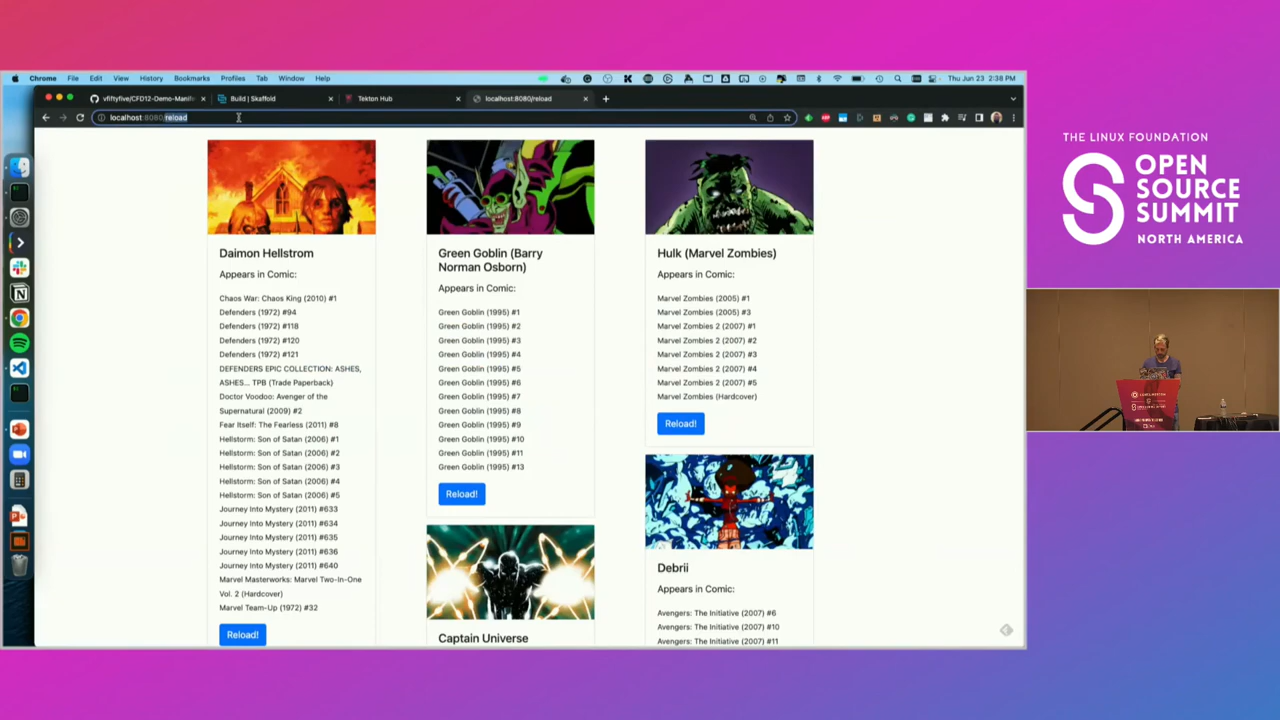 Chrome File Edit View History Bookmarks Profiles Tab Window Help Thu Jun 23 2:38 PM
vfiftyfive/CFD12-Demo-Manife Build | Skaffold Tekton Hub localhost:8080/reload
localhost:8080/reload
Daimon Hellstrom
Appears in Comic:
Chaos War: Chaos King (2010) #1
Defenders (1972) #94
Defenders (1972) #118
Defenders (1972) #120
Defenders (1972) #121
DEFENDERS EPIC COLLECTION: ASHES,
ASHES... TPB (Trade Paperback)
Doctor Voodoo: Avenger of the
Supernatural (2009) #2
Fear Itself: The Fearless (2011) #8
Hellstorm: Son of Satan (2006) #1
Hellstorm: Son of Satan (2006) #2
Hellstorm: Son of Satan (2006) #3
Hellstorm: Son of Satan (2006) #4
Hellstorm: Son of Satan (2006) #5
Journey Into Mystery (2011) #633
Journey Into Mystery (2011) #634
Journey Into Mystery (2011) #635
Journey Into Mystery (2011) #636
Journey Into Mystery (2011) #640
Marvel Masterworks: Marvel Two-In-One
Vol. 2 (Hardcover)
Marvel Team-Up (1972) #32
Reload!
Green Goblin (Barry
Norman Osborn)
Appears in Comic:
Green Goblin (1995) #1
Green Goblin (1995) #2
Green Goblin (1995) #3
Green Goblin (1995) #4
Green Goblin (1995) #5
Green Goblin (1995) #6
Green Goblin (1995) #7
Green Goblin (1995) #8
Green Goblin (1995) #9
Green Goblin (1995) #10
Green Goblin (1995) #11
Green Goblin (1995) #13
Reload!
Captain Universe
Hulk (Marvel Zombies)
Appears in Comic:
Marvel Zombies (2005) #1
Marvel Zombies (2005) #3
Marvel Zombies 2 (2007) #1
Marvel Zombies 2 (2007) #2
Marvel Zombies 2 (2007) #3
Marvel Zombies 2 (2007) #4
Marvel Zombies 2 (2007) #5
Marvel Zombies (Hardcover)
Reload!
Debrii
Appears in Comic:
Avengers: The Initiative (2007) #6
Avengers: The Initiative (2007) #10
Avengers: The Initiative (2007) #11
THE LINUX FOUNDATION
OPEN
SOURCE
SUMMIT
NORTH AMERICA